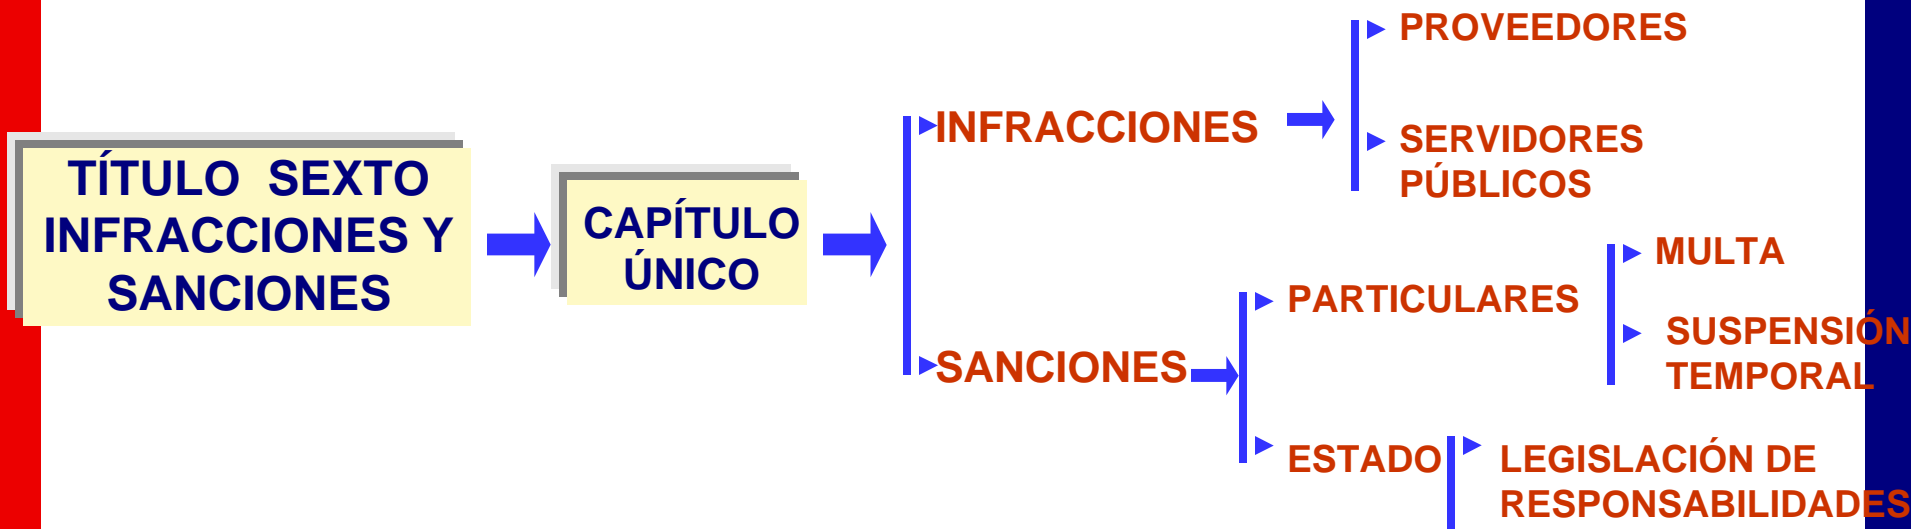 TÍTULO SEXTO
INFRACCIONES Y
SANCIONES
CAPÍTULO
ÚNICO
INFRACCIONES
PROVEEDORES
SERVIDORES
PÚBLICOS
SANCIONES
PARTICULARES
MULTA
SUSPENSIÓN
TEMPORAL
ESTADO
LEGISLACIÓN DE
RESPONSABILIDADES